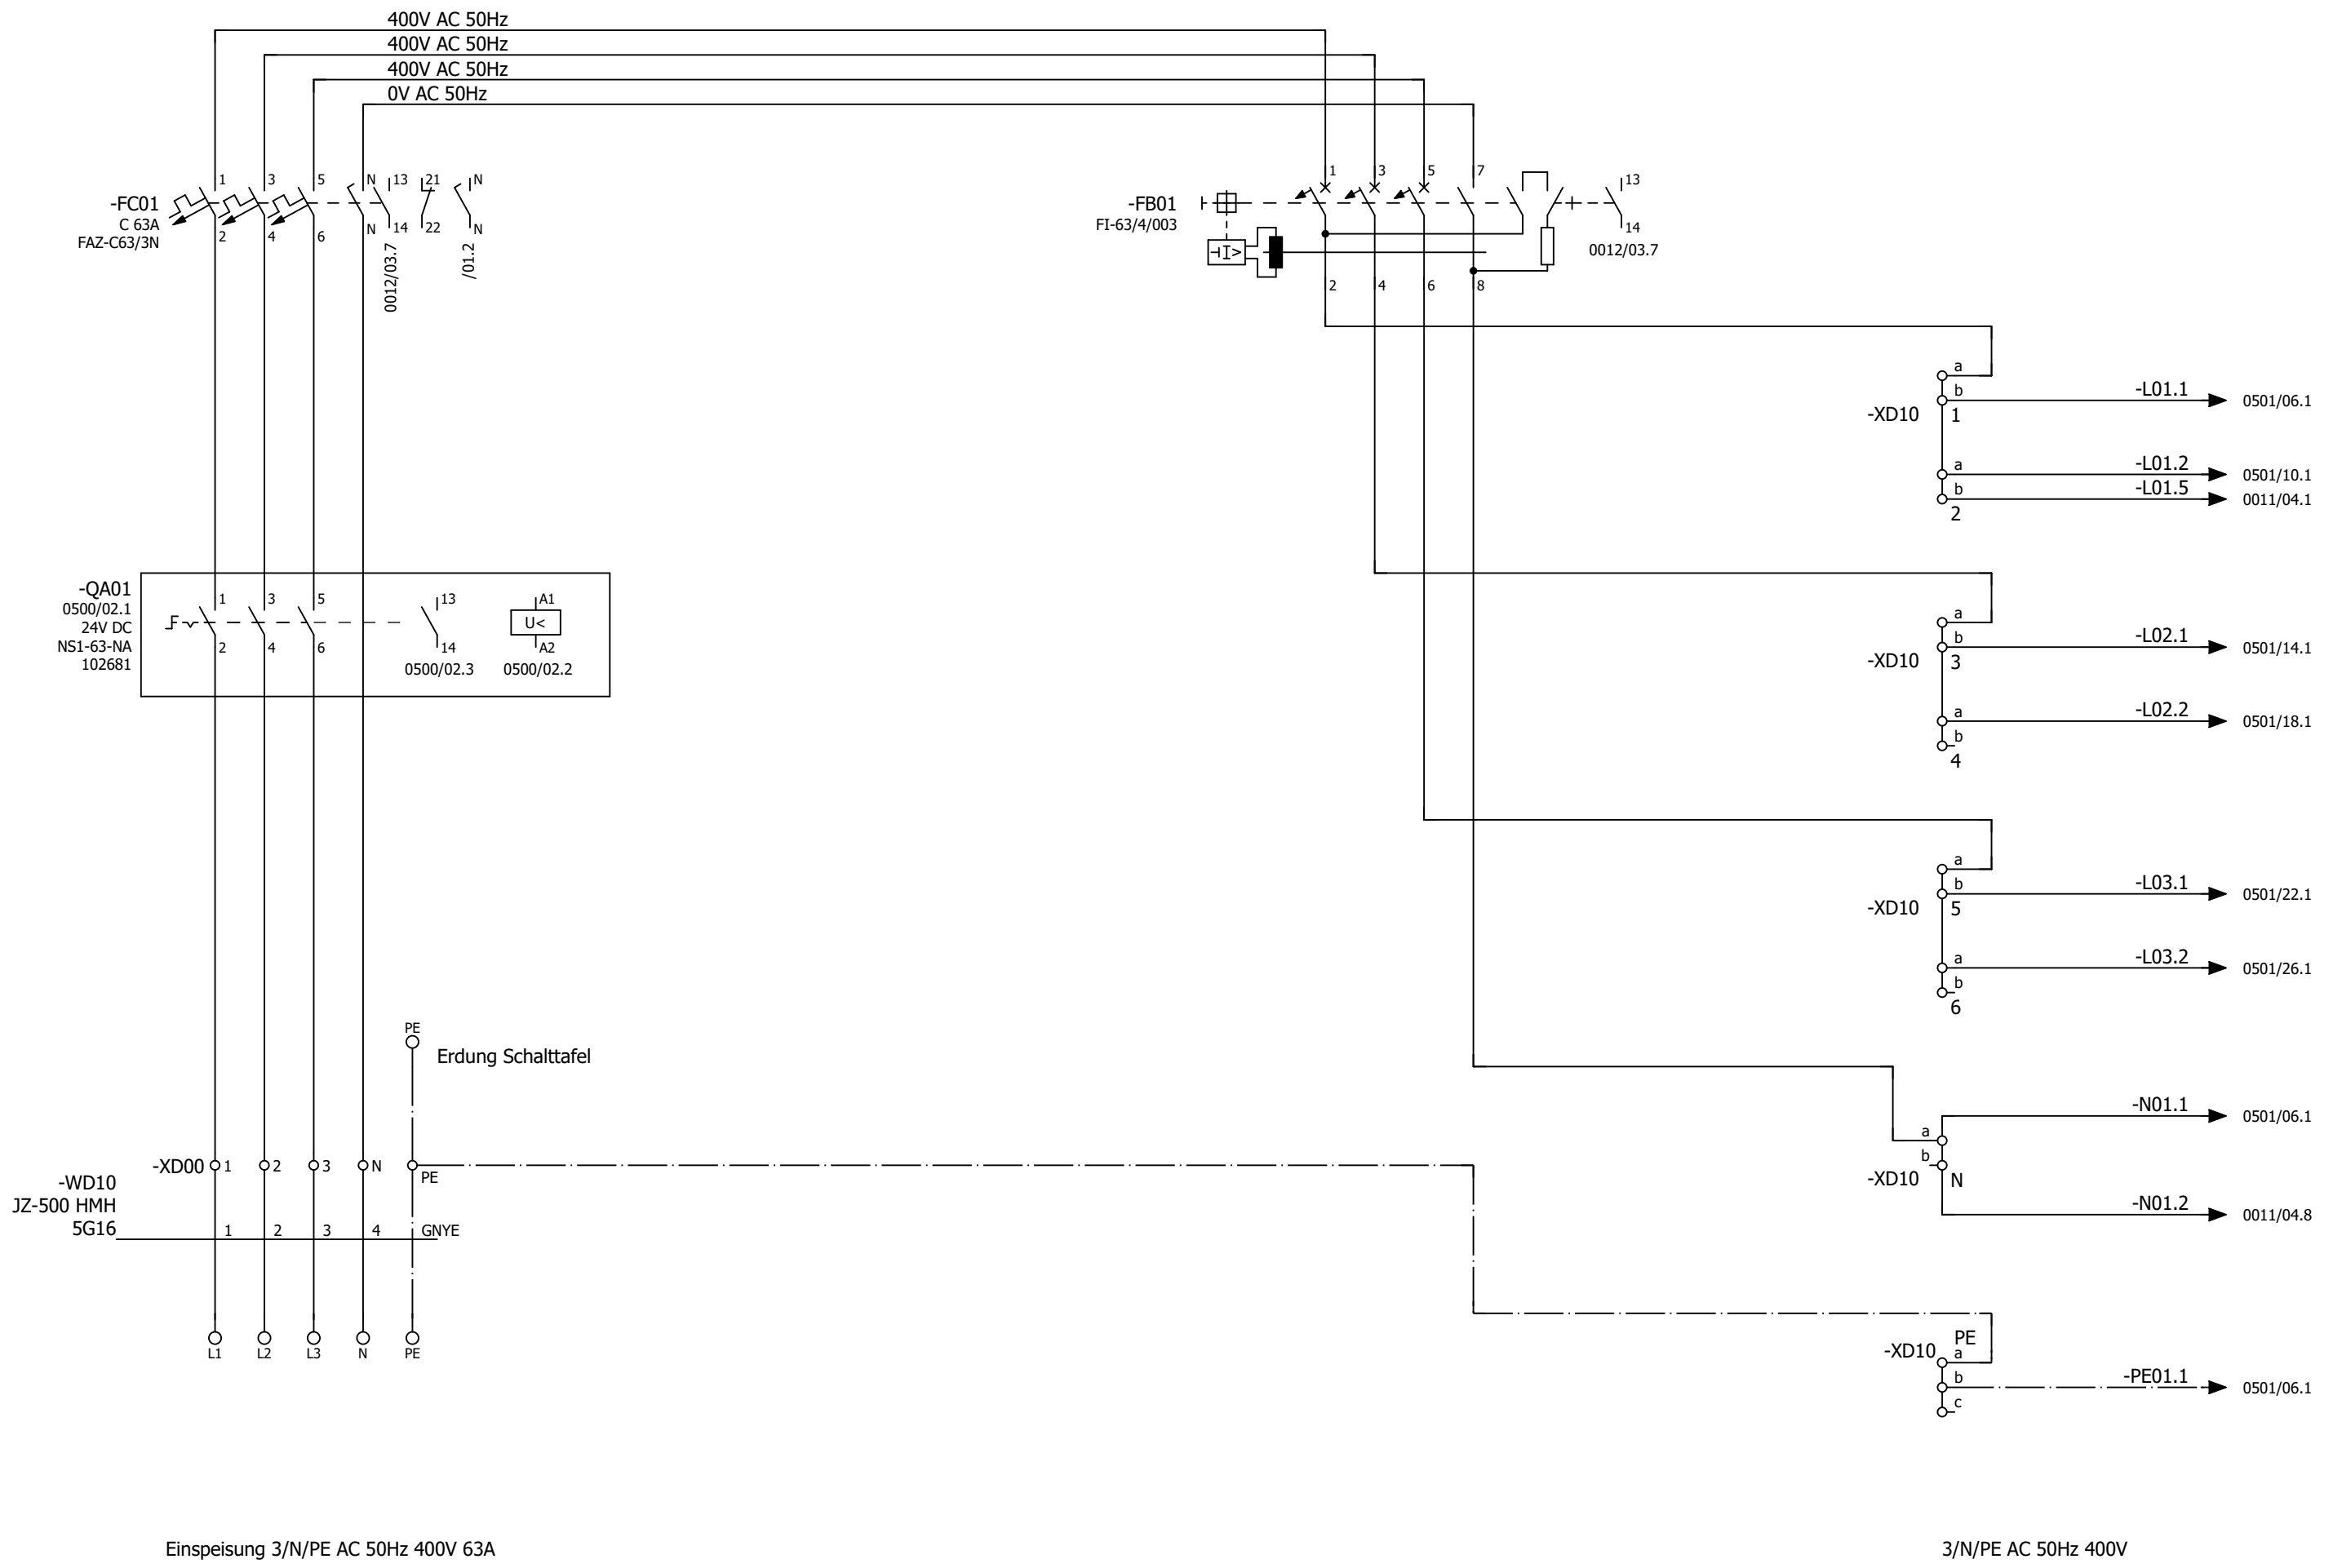 400V AC 50Hz
400V AC 50Hz
400V AC 50Hz
0V AC 50Hz
-FC01
C 63A
FAZ-C63/3N
1
3
5
N
13
21
N
2
4
6
N
14
22
N
0012/03.7
/01.2
-FB01
FI-63/4/003
1
3
5
7
13
14
0012/03.7
I>
2
4
6
8
-XD10
a
b
1
-L01.1
0501/06.1
a
-L01.2
0501/10.1
b
-L01.5
0011/04.1
2
-QA01
0500/02.1
24V DC
NS1-63-NA
102681
1
3
5
13
A1
U<
2
4
6
14
A2
0500/02.3
0500/02.2
-XD10
a
b
3
-L02.1
0501/14.1
a
-L02.2
0501/18.1
b
4
-XD10
a
b
5
-L03.1
0501/22.1
a
-L03.2
0501/26.1
b
6
PE
Erdung Schalttafel
-XD00
1
2
3
N
PE
-WD10
JZ-500 HMH
5G16
1
2
3
4
GNYE
L1
L2
L3
N
PE
-N01.1
0501/06.1
a
b
-XD10
N
-N01.2
0011/04.8
PE
-XD10
a
b
-PE01.1
0501/06.1
c
Einspeisung 3/N/PE AC 50Hz 400V 63A
3/N/PE AC 50Hz 400V